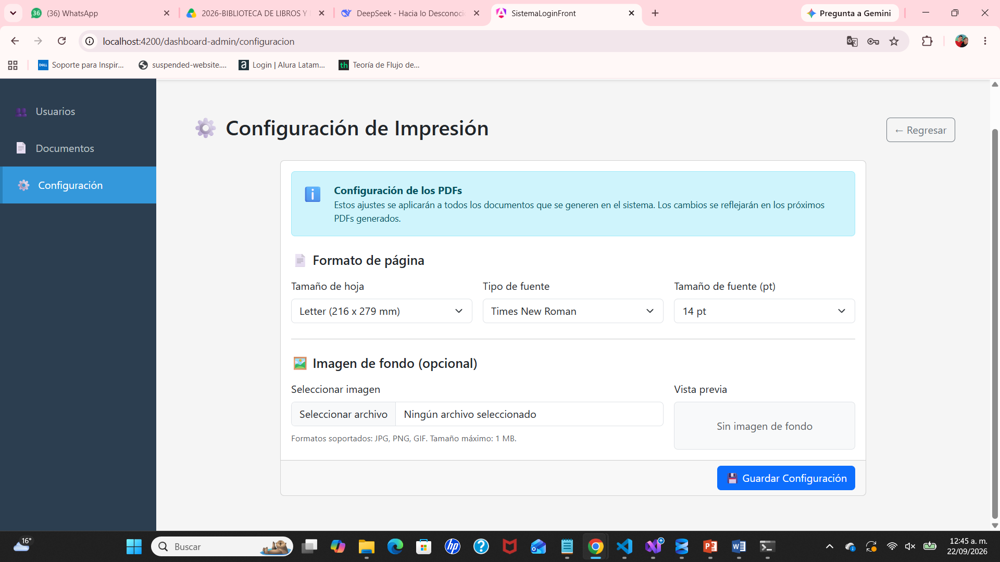 36
(36) WhatsApp
2026-BIBLIOTECA DE LIBROS Y
DeepSeek - Hacia lo Desconoci
SistemaLoginFront
Pregunta a Gemini
localhost:4200/dashboard-admin/configuracion
DELL
Soporte para Inspir...
suspended-website....
a
Login | Alura Latam...
th
Teoría de Flujo de...
Usuarios
Documentos
Configuración
Configuración de Impresión
← Regresar
Configuración de los PDFs
Estos ajustes se aplicarán a todos los documentos que se generen en el sistema. Los cambios se reflejarán en los próximos
PDFs generados.
Formato de página
Tamaño de hoja
Tipo de fuente
Tamaño de fuente (pt)
Letter (216 x 279 mm)
Times New Roman
14 pt
Imagen de fondo (opcional)
Seleccionar imagen
Vista previa
Seleccionar archivo
Ningún archivo seleccionado
Sin imagen de fondo
Formatos soportados: JPG, PNG, GIF. Tamaño máximo: 1 MB.
Guardar Configuración
16°
Buscar
hp
12:45 a. m.
22/09/2026